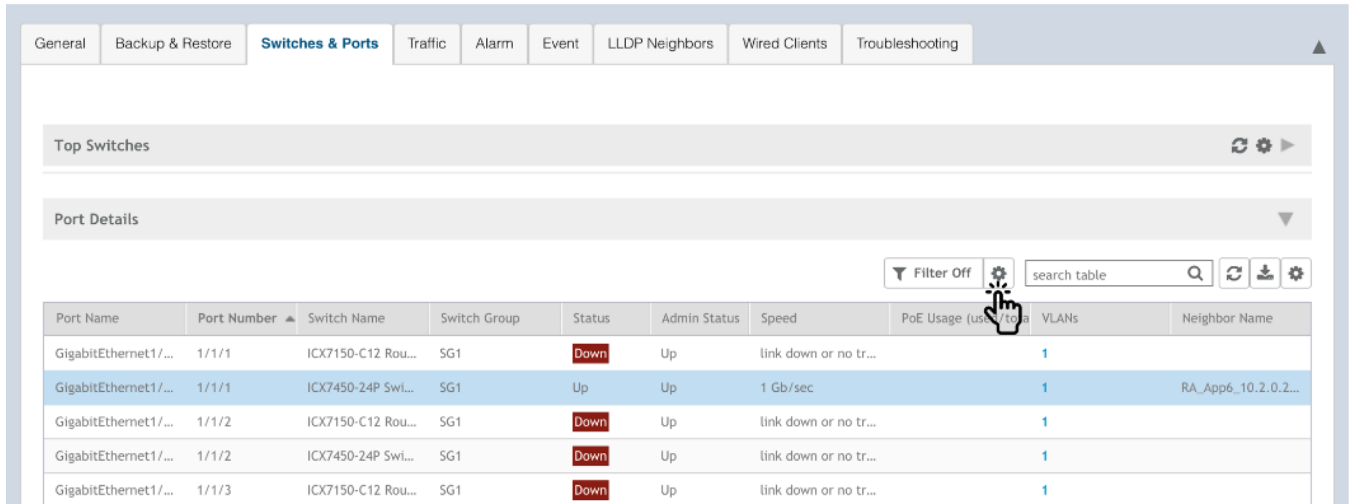 General Backup & Restore Switches & Ports Traffic Alarm Event LLDP Neighbors Wired Clients Troubleshooting
Top Switches
Port Details
Filter Off search table
Port Name Port Number Switch Name Switch Group Status Admin Status Speed PoE Usage (used/tota VLANs Neighbor Name
GigabitEthernet1/... 1/1/1 ICX7150-C12 Rou... SG1 Down Up link down or no tr... 1
GigabitEthernet1/... 1/1/1 ICX7450-24P Swi... SG1 Up Up 1 Gb/sec 1 RA_App6_10.2.0.2...
GigabitEthernet1/... 1/1/2 ICX7150-C12 Rou... SG1 Down Up link down or no tr... 1
GigabitEthernet1/... 1/1/2 ICX7450-24P Swi... SG1 Down Up link down or no tr... 1
GigabitEthernet1/... 1/1/3 ICX7150-C12 Rou... SG1 Down Up link down or no tr... 1